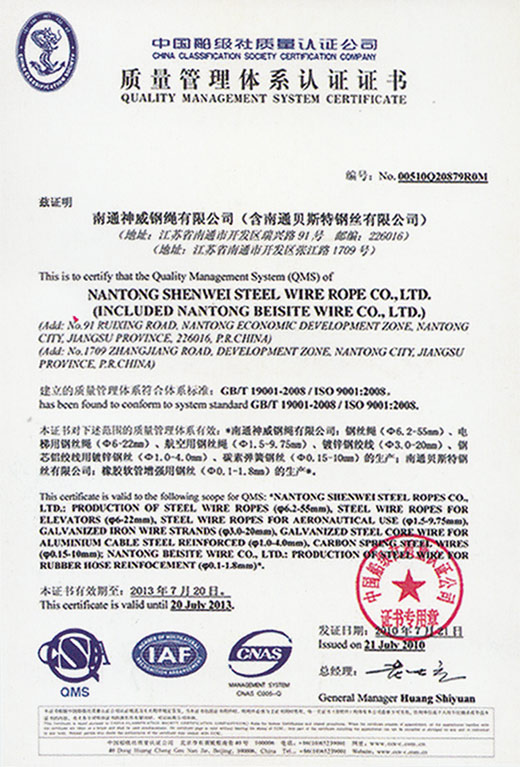 中国船级社质量认证公司
CHINA CLASSIFICATION SOCIETY CERTIFICATION COMPANY
质量管理体系认证证书
QUALITY MANAGEMENT SYSTEM CERTIFICATE
编号: No. 00510Q20879R0M
兹证明
南通神威钢绳有限公司（含南通贝斯特钢丝有限公司）
（地址：江苏省南通市开发区瑞兴路91号 邮编：226016）
（地址：江苏省南通市开发区张江路1709号）
This is to certify that the Quality Management System (QMS) of
NANTONG SHENWEI STEEL WIRE ROPE CO., LTD.
(INCLUDED NANTONG BEISITE WIRE CO., LTD.)
(Add: No.91 RUIXING ROAD, NANTONG ECONOMIC DEVELOPMENT ZONE, NANTONG
CITY, JIANGSU PROVINCE, 226016, P.R.CHINA)
(Add: No.1709 ZHANGJIANG ROAD, DEVELOPMENT ZONE, NANTONG CITY, JIANGSU
PROVINCE, P.R.CHINA)
建立的质量管理体系符合体系标准：GB/T 19001-2008 / ISO 9001:2008。
has been found to conform to system standard GB/T 19001-2008 / ISO 9001:2008.
本证书对下述范围的质量管理体系有效：*南通神威钢绳有限公司：钢丝绳（Φ6.2-55mm）、电
梯用钢丝绳（Φ6-22mm）、航空用钢丝绳（Φ1.5-9.75mm）、镀锌钢绞线（Φ3.0-20mm）、钢
芯铝绞线用镀锌钢丝（Φ1.0-4.0mm）、碳素弹簧钢丝（Φ0.15-10mm）的生产；南通贝斯特钢
丝有限公司：橡胶软管增强用钢丝（Φ0.1-1.8mm）的生产*。
This certificate is valid to the following scope for QMS: *NANTONG SHENWEI STEEL ROPES CO.,
LTD.: PRODUCTION OF STEEL WIRE ROPES (φ6.2-55mm), STEEL WIRE ROPES FOR
ELEVATORS (φ6-22mm), STEEL WIRE ROPES FOR AERONAUTICAL USE (φ1.5-9.75mm),
GALVANIZED IRON WIRE STRANDS (φ3.0-20mm), GALVANIZED STEEL CORE WIRE FOR
ALUMINIUM CABLE STEEL REINFORCED (φ1.0-4.0mm), CARBON SPRING STEEL WIRES
(φ0.15-10mm); NANTONG BEISITE WIRE CO., LTD.: PRODUCTION OF STEEL WIRE FOR
RUBBER HOSE REINFOCEMENT (φ0.1-1.8mm)*.
本证书有效期至：2013年7月20日。
This certificate is valid until 20 July 2013.
中国船级社质量认证公司
证书专用章
发证日期：2010年7月21日
Issued on 21 July 2010
总经理：
General Manager Huang Shiyuan
QMS
IAF
MEMBER OF MULTILATERAL
RECOGNITION ARRANGEMENT
CNAS
MANAGEMENT SYSTEM
CNAS C005-Q